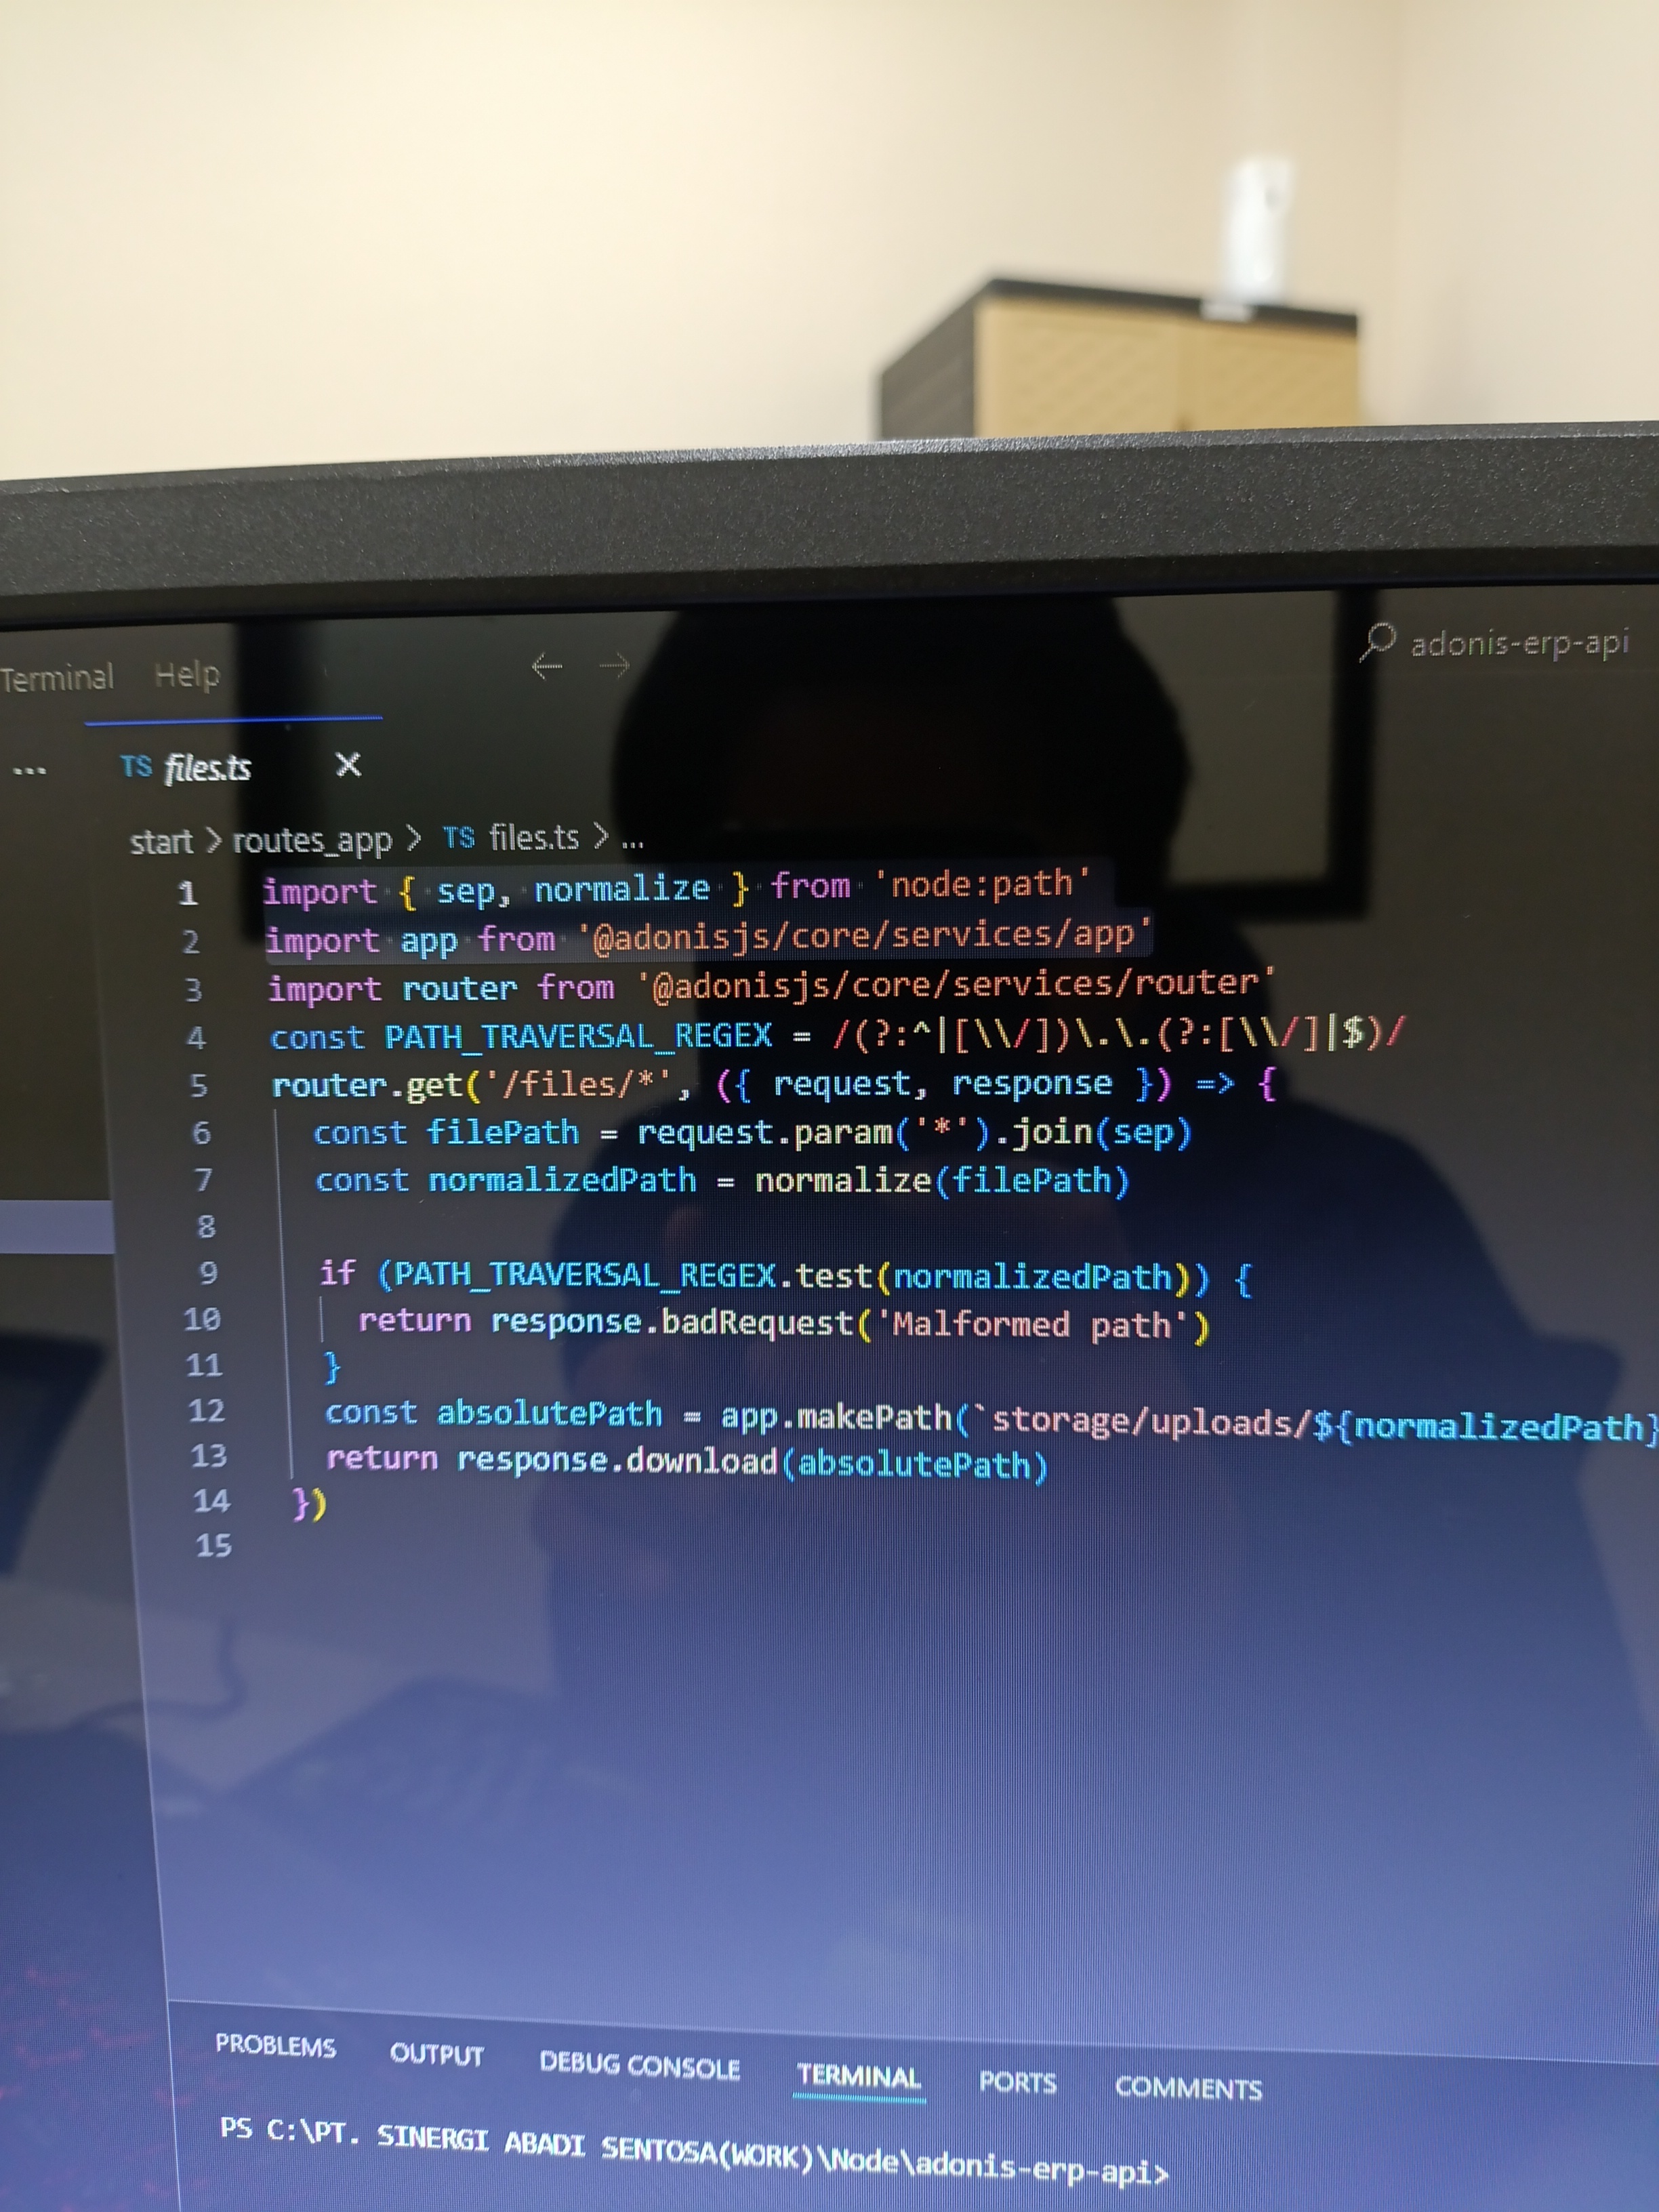 Terminal Help ← → adonis-erp-api
... TS files.ts X
start > routes_app > TS files.ts > ...
1 import { sep, normalize } from 'node:path'
2 import app from '@adonisjs/core/services/app'
3 import router from '@adonisjs/core/services/router'
4 const PATH_TRAVERSAL_REGEX = /(?:^|[\\/])\.\.(?:[\\/]|$)/
5 router.get('/files/*', ({ request, response }) => {
6 const filePath = request.param('*').join(sep)
7 const normalizedPath = normalize(filePath)
8
9 if (PATH_TRAVERSAL_REGEX.test(normalizedPath)) {
10 return response.badRequest('Malformed path')
11 }
12 const absolutePath = app.makePath(`storage/uploads/${normalizedPath}
13 return response.download(absolutePath)
14 })
15
PROBLEMS OUTPUT DEBUG CONSOLE TERMINAL PORTS COMMENTS
PS C:\PT. SINERGI ABADI SENTOSA(WORK)\Node\adonis-erp-api>